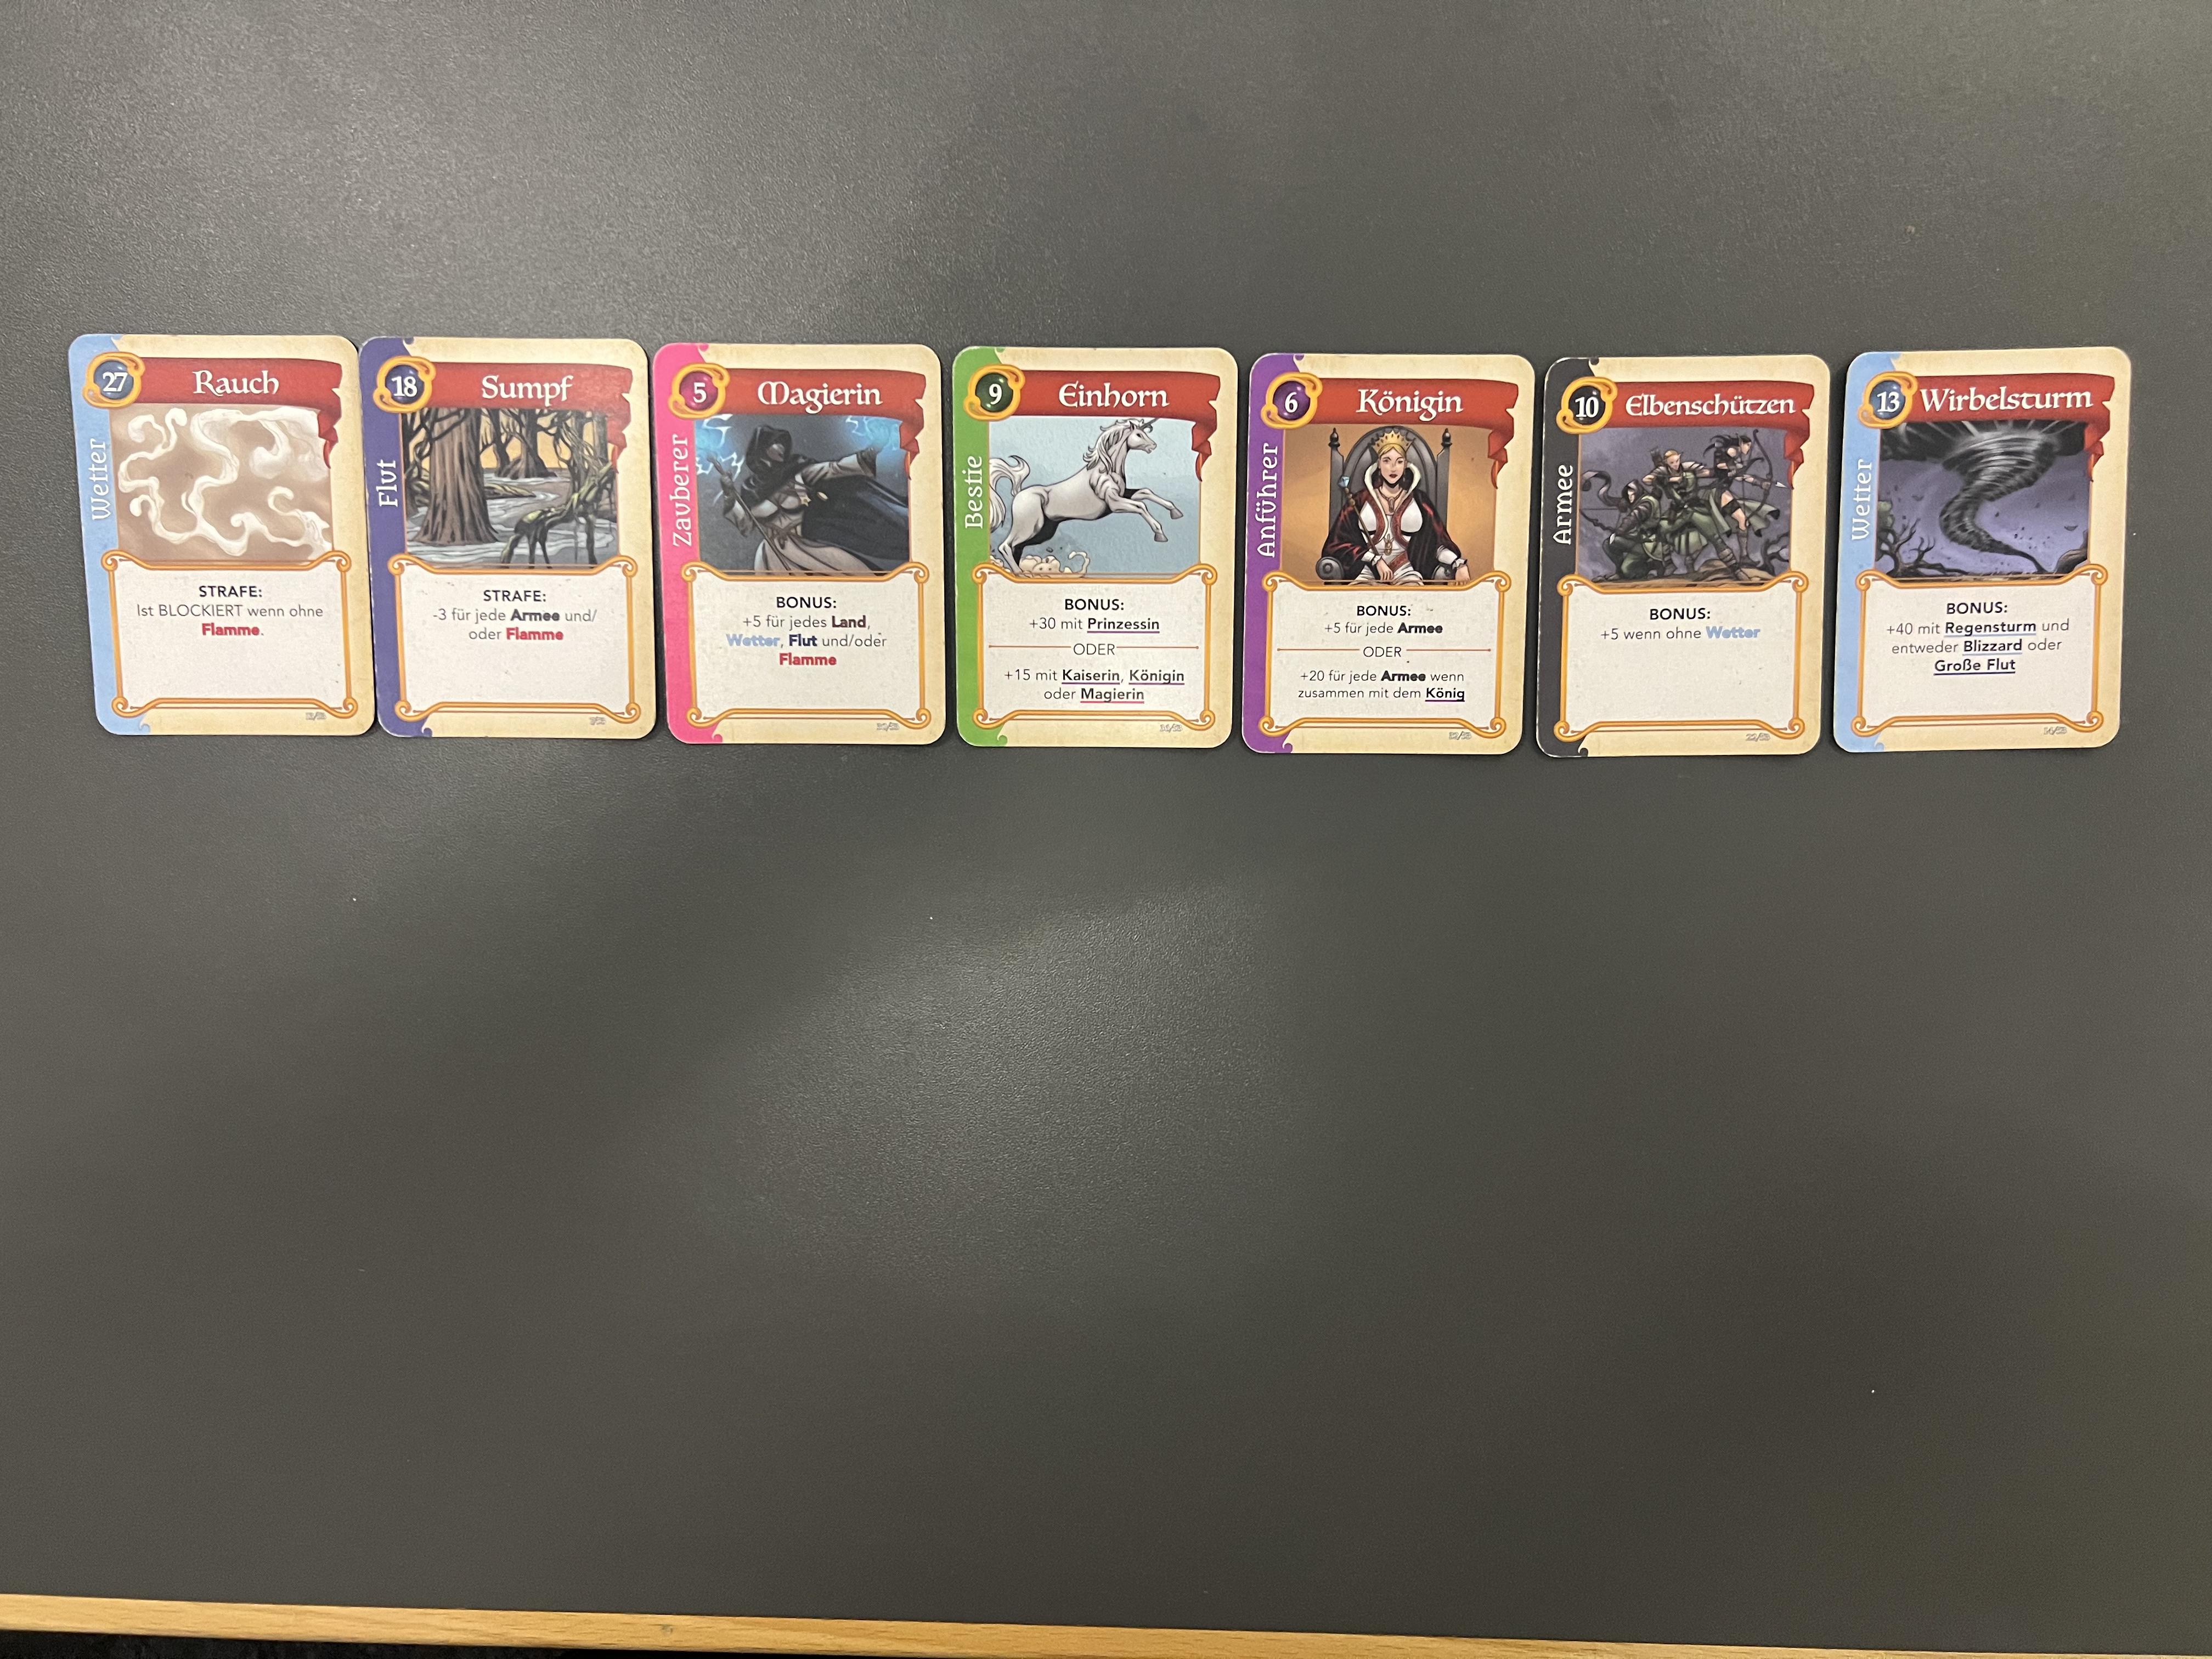 27
Rauch
Wetter
STRAFE:
Ist BLOCKIERT wenn ohne
Flamme.
18
Sumpf
Flut
STRAFE:
-3 für jede Armee und/
oder Flamme
5
Magierin
Zauberer
BONUS:
+5 für jedes Land,
Wetter, Flut und/oder
Flamme
9
Einhorn
Bestie
BONUS:
+30 mit Prinzessin
ODER
+15 mit Kaiserin, Königin
oder Magierin
6
Königin
Anführer
BONUS:
+5 für jede Armee
ODER
+20 für jede Armee wenn
zusammen mit dem König
10
Elbenschützen
Armee
BONUS:
+5 wenn ohne Wetter
13
Wirbelsturm
Wetter
BONUS:
+40 mit Regensturm und
entweder Blizzard oder
Große Flut